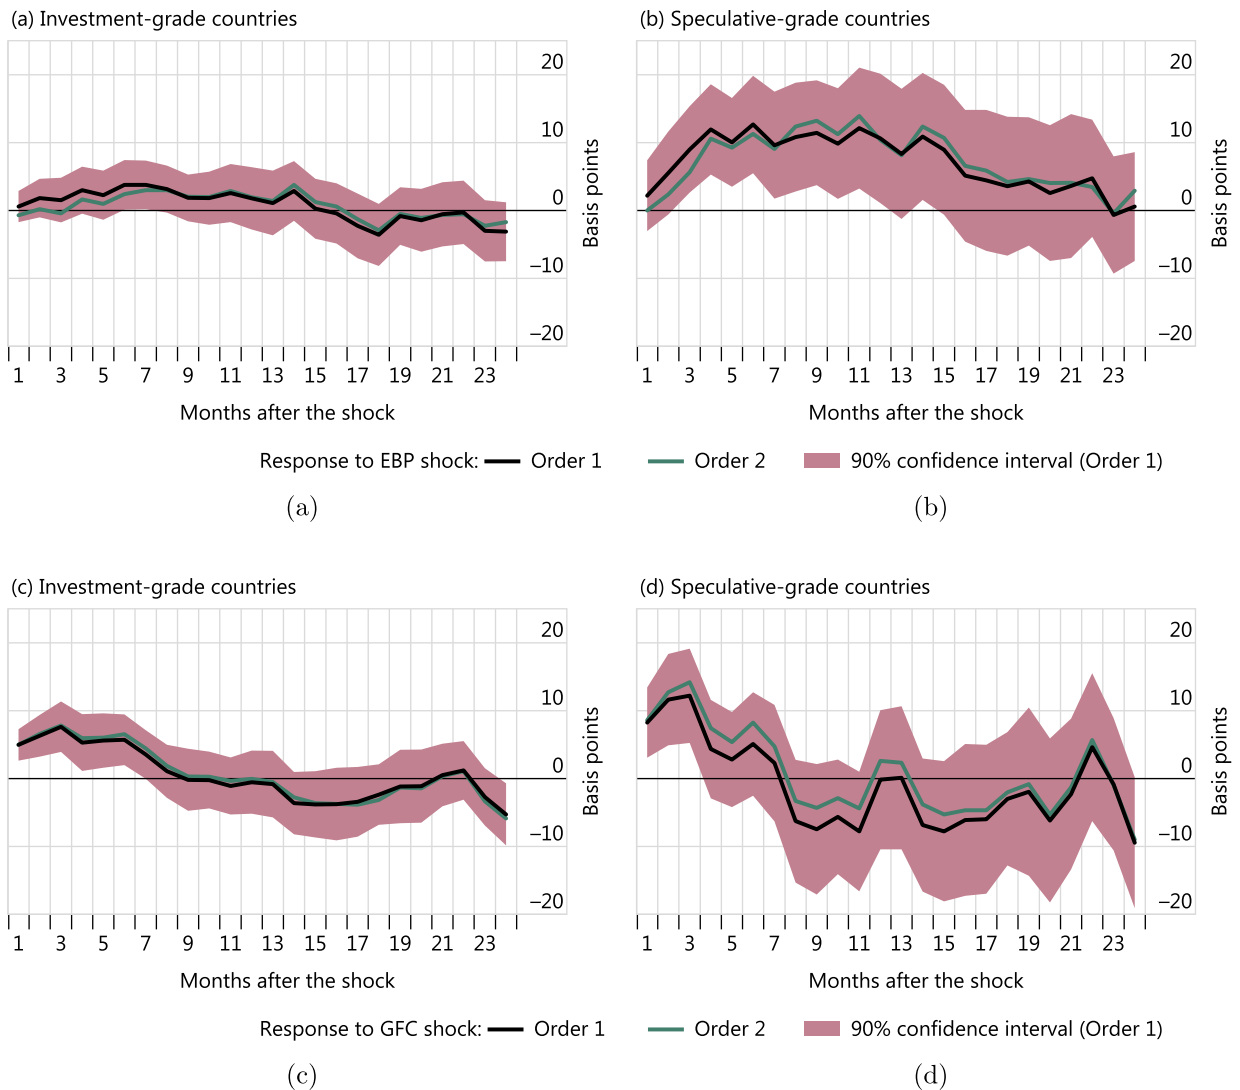 (a) Investment-grade countries
20
10
0
−10
−20
Basis points
1 3 5 7 9 11 13 15 17 19 21 23
Months after the shock
(b) Speculative-grade countries
20
10
0
−10
−20
Basis points
1 3 5 7 9 11 13 15 17 19 21 23
Months after the shock
Response to EBP shock: Order 1 Order 2 90% confidence interval (Order 1)
(a) (b)
(c) Investment-grade countries
20
10
0
−10
−20
Basis points
1 3 5 7 9 11 13 15 17 19 21 23
Months after the shock
(d) Speculative-grade countries
20
10
0
−10
−20
Basis points
1 3 5 7 9 11 13 15 17 19 21 23
Months after the shock
Response to GFC shock: Order 1 Order 2 90% confidence interval (Order 1)
(c) (d)